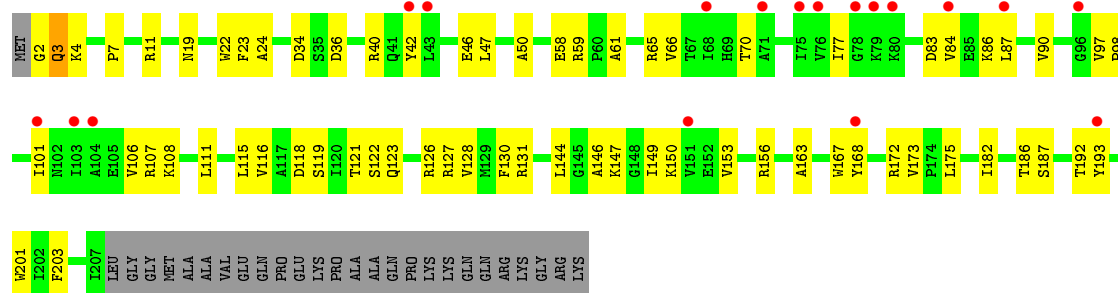 MET G2 Q3 K4 P7 R11 N19 W22 F23 A24 D34 S35 D36 R40 Q41 Y42 L43 E46 L47 A50 E58 R59 P60 A61 R65 V66 T67 I68 H69 T70 A71 I75 V76 I77 G78 K79 K80 D83 V84 E85 K86 L87 V90 G96 V97 P98
I101 N102 I103 A104 E105 V106 R107 K108 L111 L115 V116 A117 D118 S119 I120 T121 S122 Q123 R126 R127 V128 M129 F130 R131 L144 G145 A146 K147 G148 I149 K150 V151 E152 V153 R156 A163 W167 Y168 R172 V173 P174 L175 I182 T186 S187 T192 Y193
W201 I202 F203 I207 LEU GLY GLY MET ALA ALA VAL GLU GLN PRO GLU LYS PRO ALA ALA GLN PRO LYS LYS GLN GLN ARG LYS GLY ARG LYS